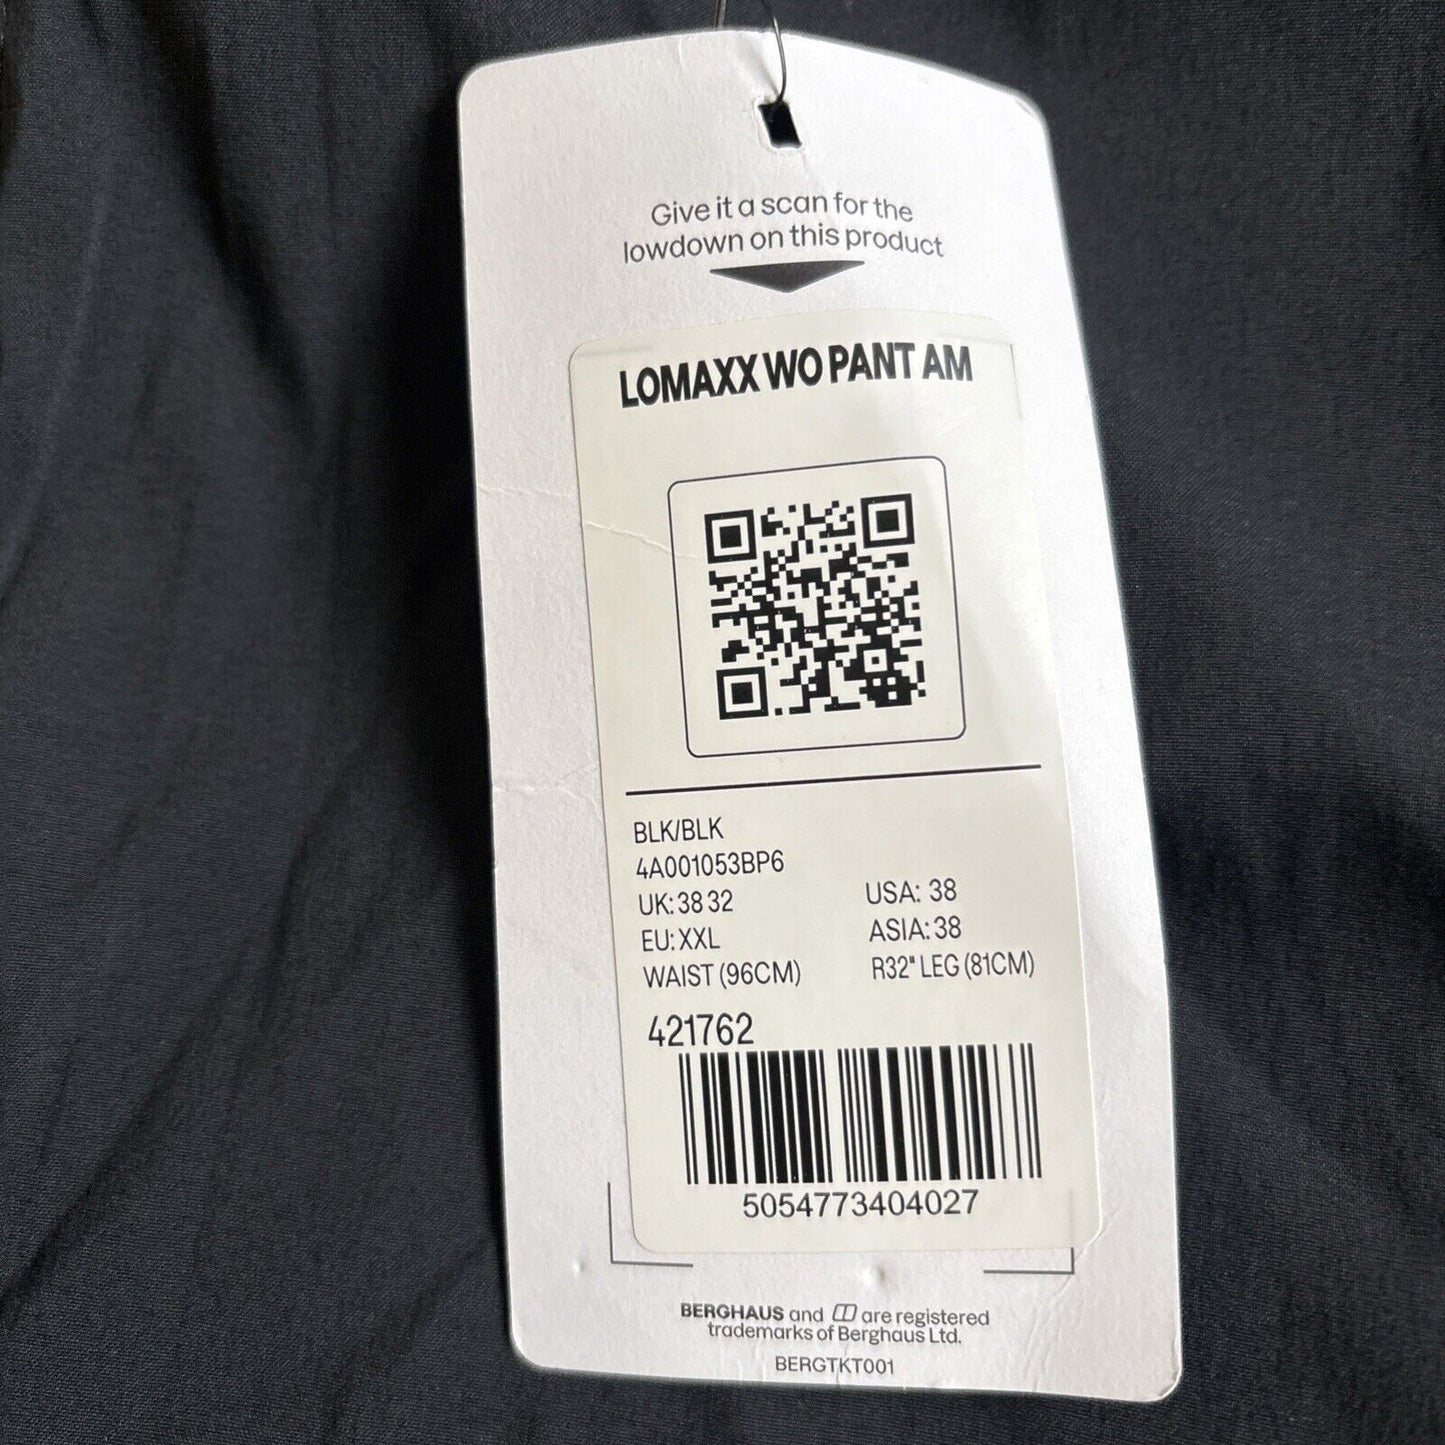 Give it a scan for the
lowdown on this product
LOMAXX WO PANT AM
BLK/BLK
4A001053BP6
UK: 38 32 USA: 38
EU: XXL ASIA: 38
WAIST (96CM) R32" LEG (81CM)
421762
5054773404027
BERGHAUS and are registered
trademarks of Berghaus Ltd.
BERGTKT001